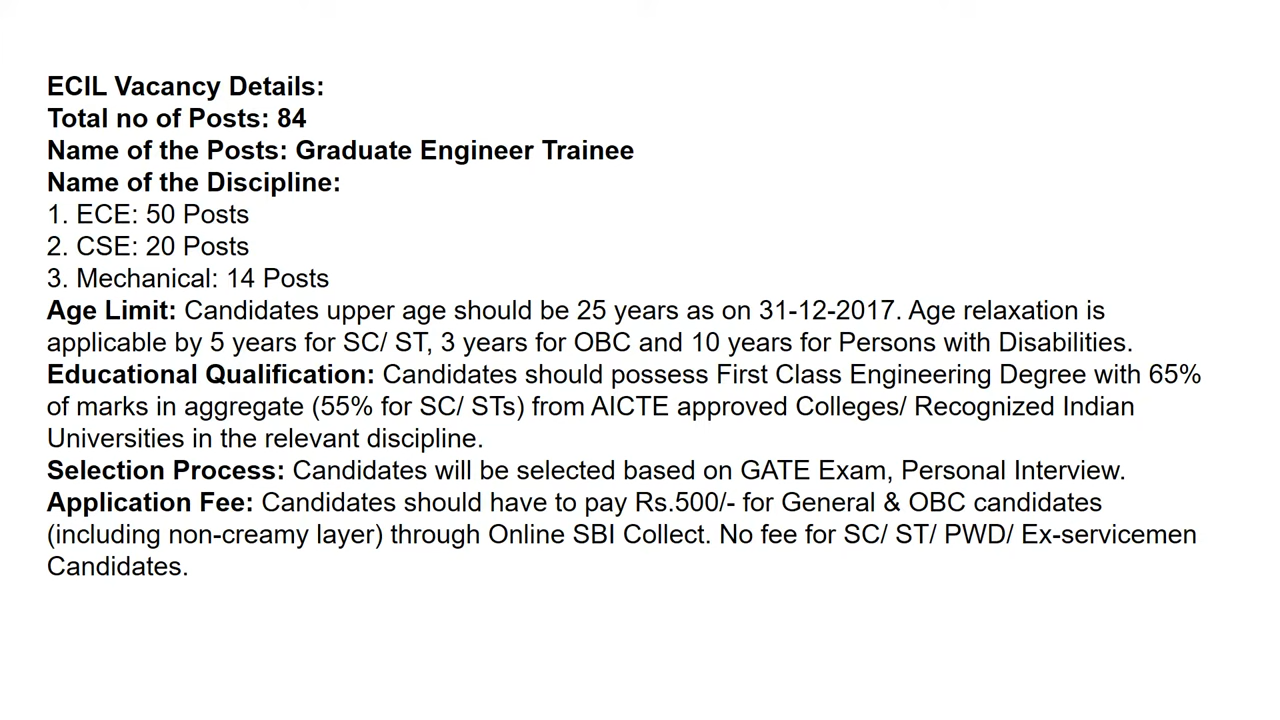 ECIL Vacancy Details:
Total no of Posts: 84
Name of the Posts: Graduate Engineer Trainee
Name of the Discipline:
1. ECE: 50 Posts
2. CSE: 20 Posts
3. Mechanical: 14 Posts
Age Limit: Candidates upper age should be 25 years as on 31-12-2017. Age relaxation is
applicable by 5 years for SC/ ST, 3 years for OBC and 10 years for Persons with Disabilities.
Educational Qualification: Candidates should possess First Class Engineering Degree with 65%
of marks in aggregate (55% for SC/ STs) from AICTE approved Colleges/ Recognized Indian
Universities in the relevant discipline.
Selection Process: Candidates will be selected based on GATE Exam, Personal Interview.
Application Fee: Candidates should have to pay Rs.500/- for General & OBC candidates
(including non-creamy layer) through Online SBI Collect. No fee for SC/ ST/ PWD/ Ex-servicemen
Candidates.